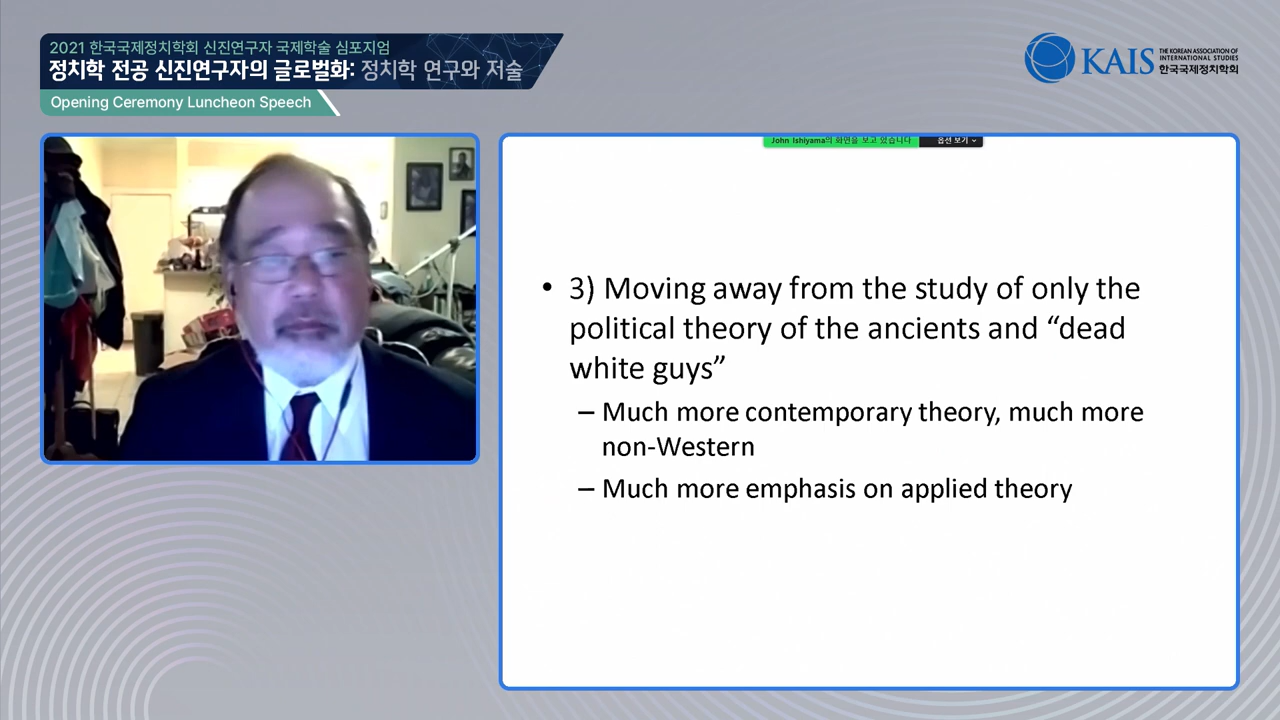 2021 한국국제정치학회 신진연구자 국제학술 심포지엄
정치학 전공 신진연구자의 글로벌화: 정치학 연구와 저술
Opening Ceremony Luncheon Speech
KAIS
THE KOREAN ASSOCIATION OF
INTERNATIONAL STUDIES
한국국제정치학회
John Ishiyama의 화면을 보고 있습니다
옵션 보기
• 3) Moving away from the study of only the
political theory of the ancients and “dead
white guys”
– Much more contemporary theory, much more
non-Western
– Much more emphasis on applied theory